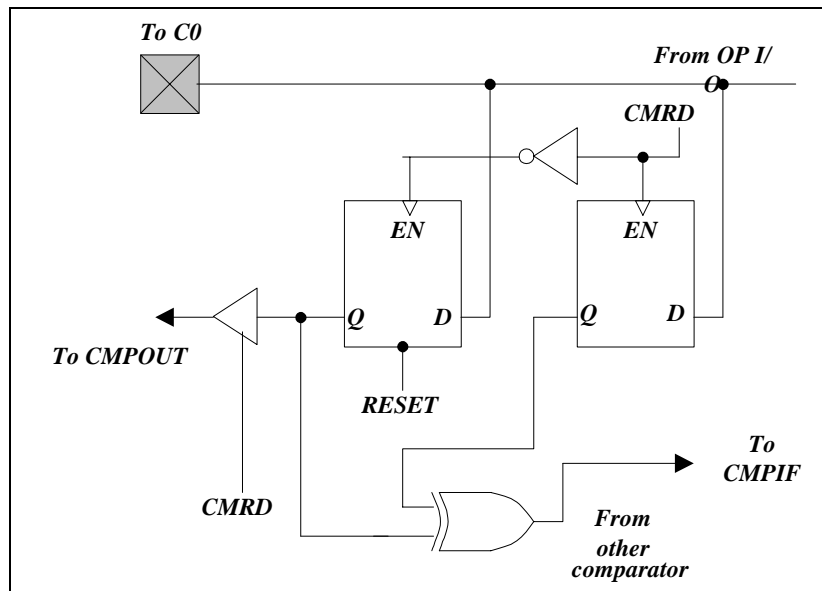 To C0
From OP I/
O
CMRD
EN
EN
Q
D
Q
D
To CMPOUT
RESET
To
CMPIF
CMRD
From
other
comparator